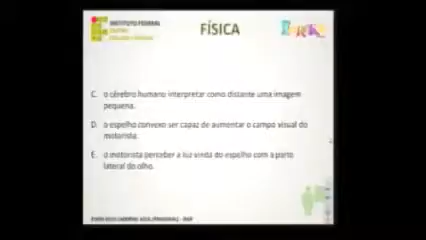 INSTITUTO FEDERAL
FÍSICA
C. o cérebro humano interpretar como distante uma imagem
pequena.
D. o espelho convexo ser capaz de aumentar o campo visual do
motorista.
E. o motorista perceber a luz vinda do espelho com a parte
lateral do olho.